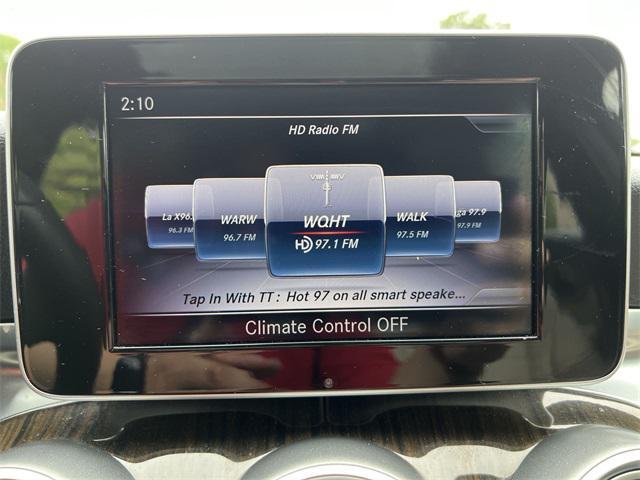 2:10
HD Radio FM
La X96.
96.3 FM
WARW
96.7 FM
WQHT
HD 97.1 FM
WALK
97.5 FM
ga 97.9
97.9 FM
Tap In With TT : Hot 97 on all smart speake...
Climate Control OFF